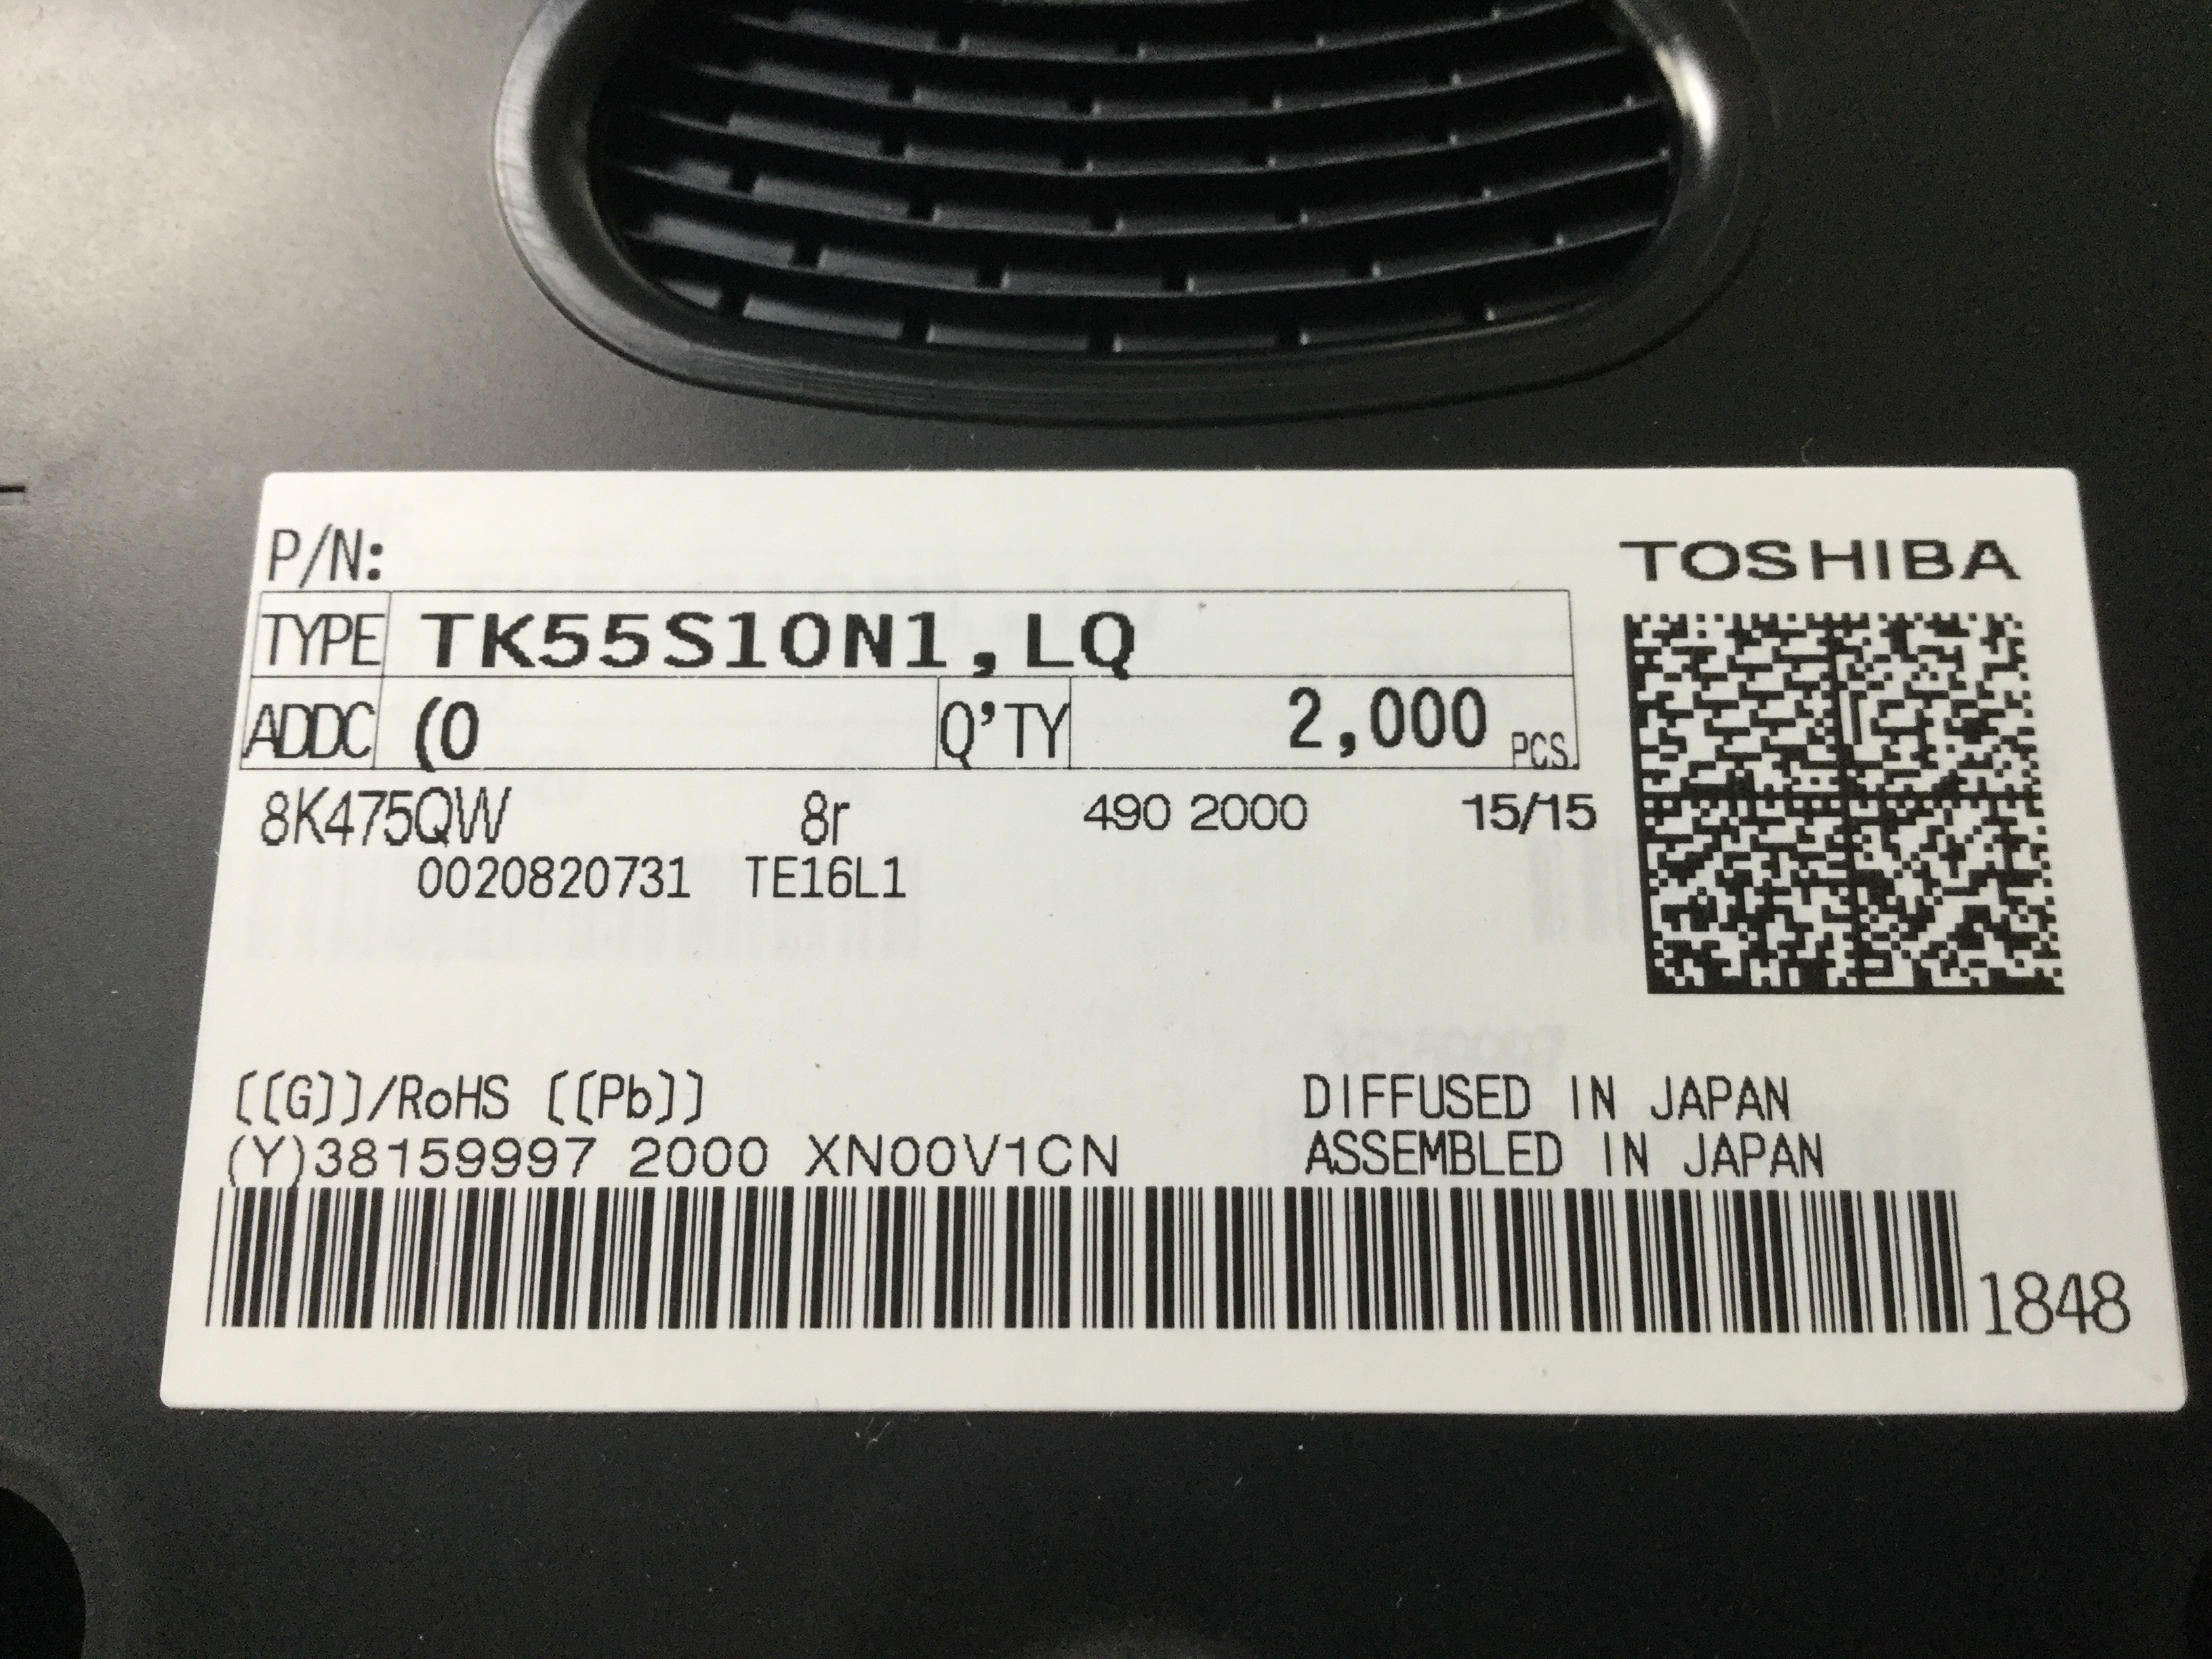 P/N:
TOSHIBA
TYPE TK55S10N1,LQ
ADDC (0 Q'TY 2,000 PCS.
8K475QW 8r 490 2000 15/15
0020820731 TE16L1
[[G]]/RoHS [[Pb]] DIFFUSED IN JAPAN
(Y)38159997 2000 XN00V1CN ASSEMBLED IN JAPAN
1848